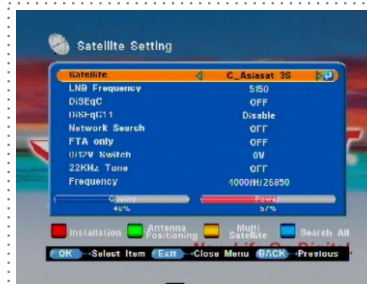 Satellite Setting
Satellite C_Asiasat 3S
LNB Frequency 5150
DiSEqC OFF
DiSEqC11 Disable
Network Search OFF
FTA only OFF
0/12V Switch 0V
22KHz Tone OFF
Frequency 4000/H/26850
Quality Power
46% 57%
Installation Antenna Positioning Multi Satellite Search All
OK Select Item Exit Close Menu BACK Previous